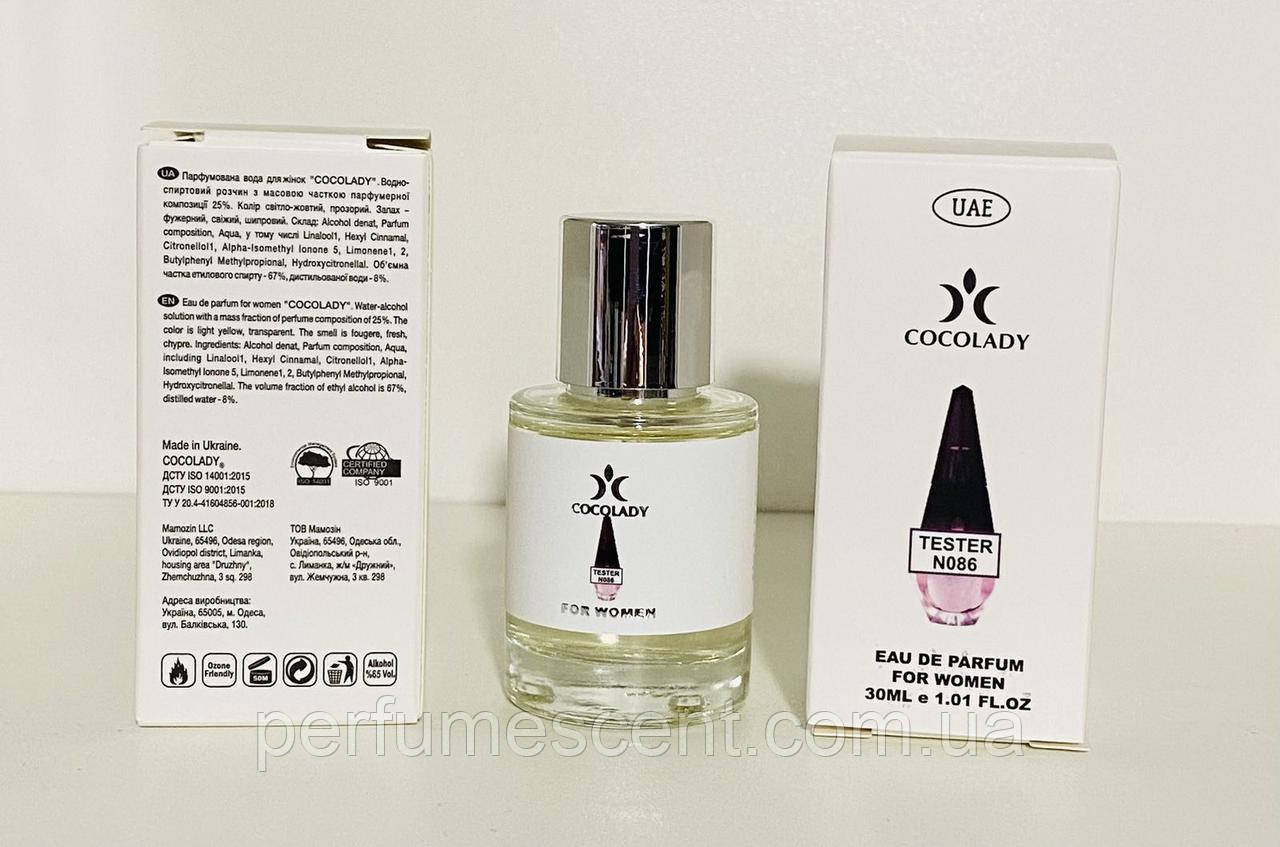 UA Парфумована вода для жінок "COCOLADY". Водно-
спиртовий розчин з масовою часткою парфумерної
композиції 25%. Колір світло-жовтий, прозорий. Запах –
фужерний, свіжий, шипровий. Склад: Alcohol denat, Parfum
composition, Aqua, у тому числі Linalool1, Hexyl Cinnamal,
Citronellol1, Alpha-Isomethyl Ionone 5, Limonene1, 2,
Butylphenyl Methylpropional, Hydroxycitronellal. Об'ємна
частка етилового спирту - 67%, дистильованої води - 8%.
EN Eau de parfum for women "COCOLADY". Water-alcohol
solution with a mass fraction of perfume composition of 25%. The
color is light yellow, transparent. The smell is fougere, fresh,
chypre. Ingredients: Alcohol denat, Parfum composition, Aqua,
including Linalool1, Hexyl Cinnamal, Citronellol1, Alpha-
Isomethyl Ionone 5, Limonene1, 2, Butylphenyl Methylpropional,
Hydroxycitronellal. The volume fraction of ethyl alcohol is 67%,
distilled water - 8%.
Made in Ukraine.
COCOLADY®
ДСТУ ISO 14001:2015
ДСТУ ISO 9001:2015
ТУ У 20.4-41604856-001:2018
ISO 14001
CERTIFIED
COMPANY
ISO 9001
Mamozin LLC
Ukraine, 65496, Odesa region,
Ovidiopol district, Limanka,
housing area "Druzhny",
Zhemchuzhna, 3 sq. 298
ТОВ Мамозін
Україна, 65496, Одеська обл.,
Овідіопольський р-н,
с. Лиманка, ж/м «Дружний»,
вул. Жемчужна, 3 кв. 298
Адреса виробництва:
Україна, 65005, м. Одеса,
вул. Балківська, 130.
Ozone
Friendly
50M
Alkohol
%65 Vol.
COCOLADY
TESTER
N086
FOR WOMEN
UAE
COCOLADY
TESTER
N086
EAU DE PARFUM
FOR WOMEN
30ML e 1.01 FL.OZ
perfumescent.com.ua